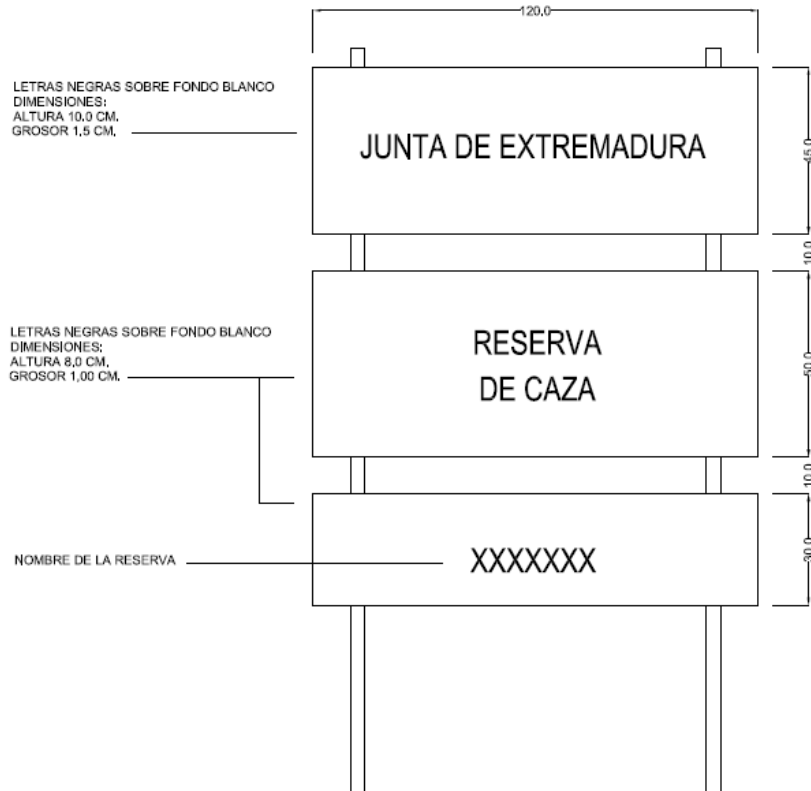 120,0
LETRAS NEGRAS SOBRE FONDO BLANCO
DIMENSIONES:
ALTURA 10,0 CM.
GROSOR 1,5 CM.
JUNTA DE EXTREMADURA
45,0
10,0
LETRAS NEGRAS SOBRE FONDO BLANCO
DIMENSIONES:
ALTURA 8,0 CM.
GROSOR 1,00 CM.
RESERVA
DE CAZA
50,0
10,0
NOMBRE DE LA RESERVA
XXXXXXX
30,0